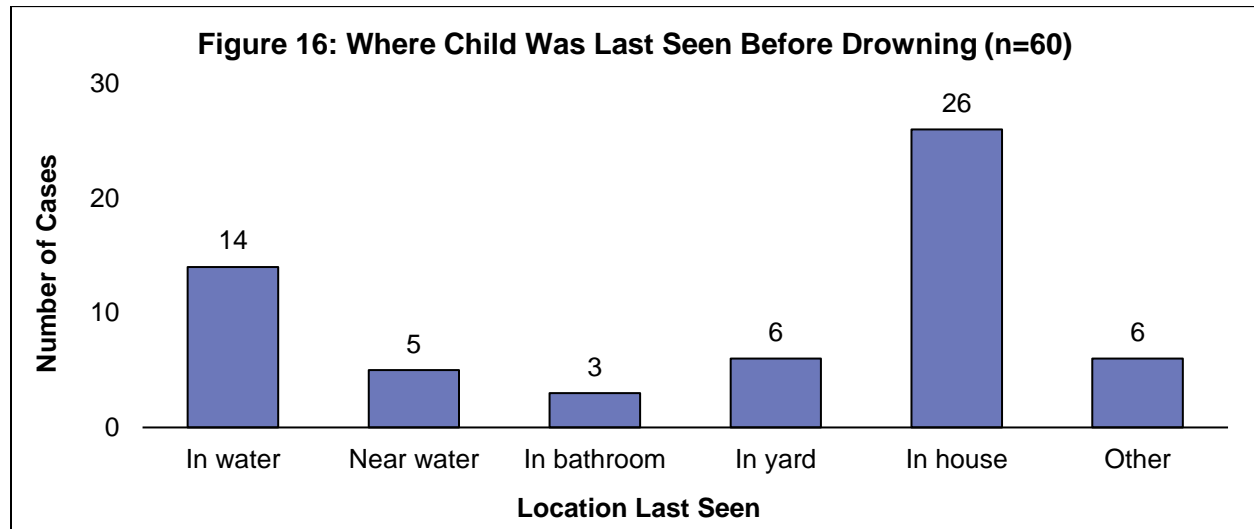 Figure 16: Where Child Was Last Seen Before Drowning (n=60)
30
20
10
0
Number of Cases
14
5
3
6
26
6
In water
Near water
In bathroom
In yard
In house
Other
Location Last Seen